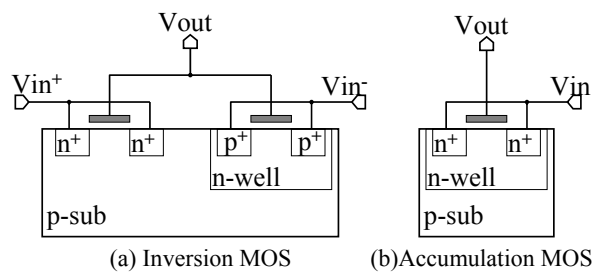 Vout Vout
Vin+ Vin- Vin
n+ n+ p+ p+ n+ n+
n-well n-well
p-sub p-sub
(a) Inversion MOS (b)Accumulation MOS